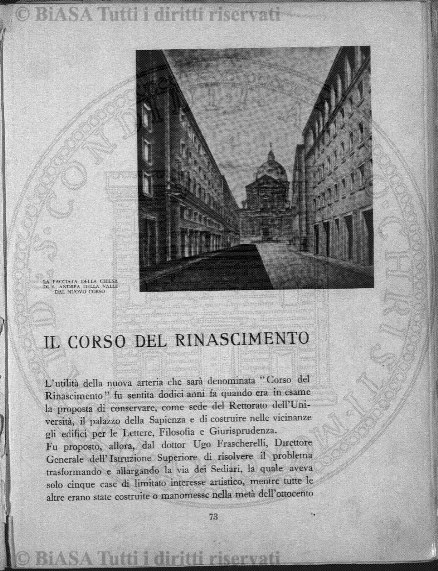 © BiASA Tutti i diritti riservati
LA FACCIATA DELLA CHIESA
DI S. ANDREA DELLA VALLE
DAL NUOVO CORSO
IL CORSO DEL RINASCIMENTO
L'utilità della nuova arteria che sarà denominata "Corso del
Rinascimento" fu sentita dodici anni fa quando era in esame
la proposta di conservare, come sede del Rettorato dell'Uni-
versità, il palazzo della Sapienza e di costruire nelle vicinanze
gli edifici per le Lettere, Filosofia e Giurisprudenza.
Fu proposto, allora, dal dottor Ugo Frascherelli, Direttore
Generale dell'Istruzione Superiore di risolvere il problema
trasformando e allargando la via dei Sediari, la quale aveva
solo cinque case di limitato interesse artistico, mentre tutte le
altre erano state costruite o manomesse nella metà dell'ottocento
73
© BiASA Tutti i diritti riservati